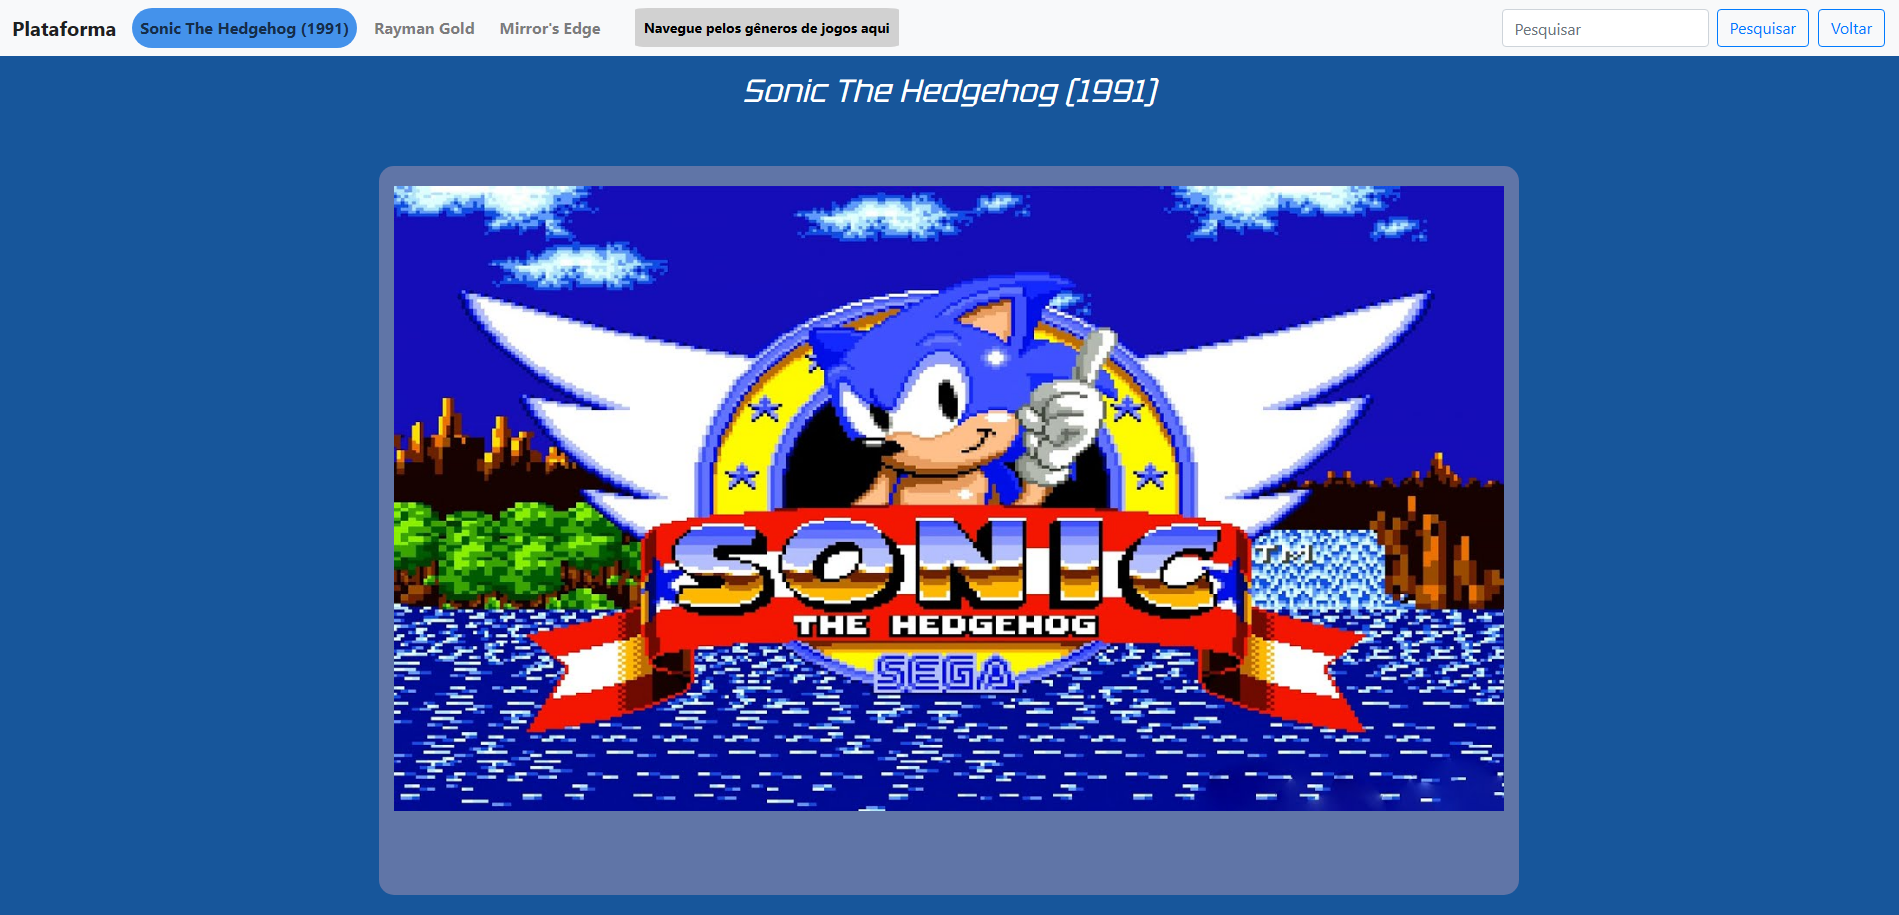 Plataforma Sonic The Hedgehog (1991) Rayman Gold Mirror's Edge Navegue pelos gêneros de jogos aqui Pesquisar Pesquisar Voltar
Sonic The Hedgehog (1991)
SONIC
TM
THE HEDGEHOG
SEGA